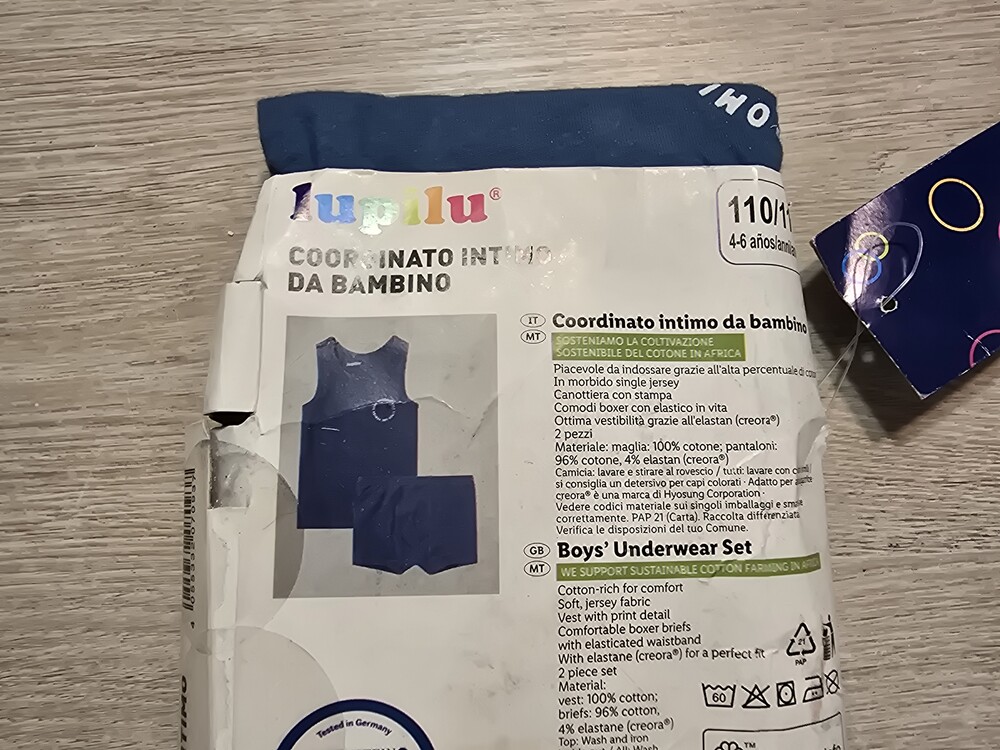 lupilu®
COORDINATO INTIMO
DA BAMBINO
110/11
4-6 años/anni/
IT
MT
Coordinato intimo da bambino
SOSTENIAMO LA COLTIVAZIONE
SOSTENIBILE DEL COTONE IN AFRICA
Piacevole da indossare grazie all'alta percentuale di
In morbido single jersey
Canottiera con stampa
Comodi boxer con elastico in vita
Ottima vestibilità grazie all'elastan (creora®)
2 pezzi
Materiale: maglia: 100% cotone; pantaloni:
96% cotone, 4% elastan (creora®)
Camicia: lavare e stirare al rovescio / tutti: lavare con
si consiglia un detersivo per capi colorati · Adatto per
creora® è una marca di Hyosung Corporation ·
Vedere codici materiale sui singoli imballaggi e
correttamente. PAP 21 (Carta). Raccolta differenziata.
Verifica le disposizioni del tuo Comune.
GB
MT
Boys' Underwear Set
WE SUPPORT SUSTAINABLE COTTON FARMING IN
Cotton-rich for comfort
Soft, jersey fabric
Vest with print detail
Comfortable boxer briefs
with elasticated waistband
With elastane (creora®) for a perfect fit
2 piece set
Material:
vest: 100% cotton;
briefs: 96% cotton,
4% elastane (creora®)
Top: Wash and iron
21
PAP
60
TM
Tested in Germany